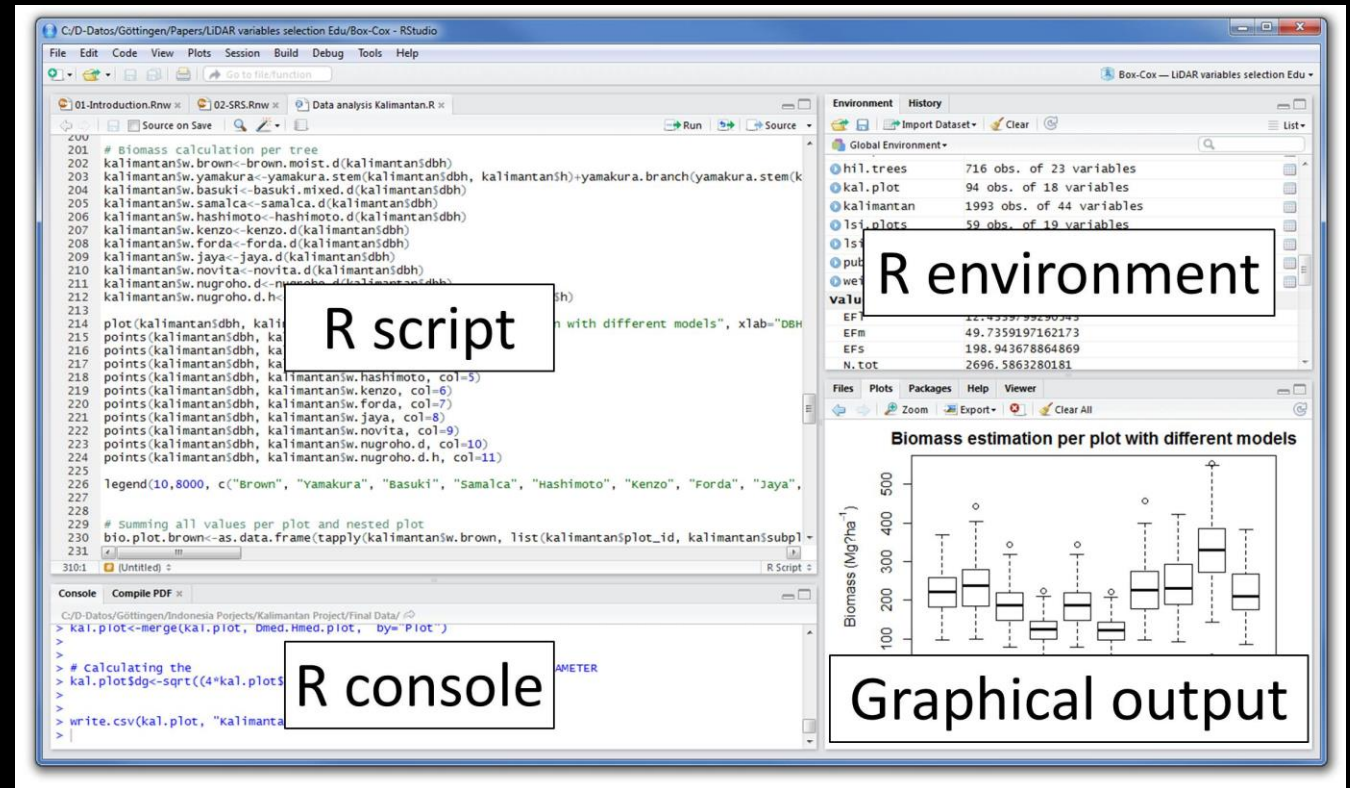 C:/D-Datos/Göttingen/Papers/LiDAR variables selection Edu/Box-Cox - RStudio
File Edit Code View Plots Session Build Debug Tools Help
Go to file/function
Box-Cox — LiDAR variables selection Edu
01-Introduction.Rnw
02-SRS.Rnw
Data analysis Kalimantan.R
Source on Save
Run
Source
200
201 # Biomass calculation per tree
202 kalimantan$w.brown<-brown.moist.d(kalimantan$dbh)
203 kalimantan$w.yamakura<-yamakura.stem(kalimantan$dbh, kalimantan$h)+yamakura.branch(yamakura.stem(k
204 kalimantan$w.basuki<-basuki.mixed.d(kalimantan$dbh)
205 kalimantan$w.samalca<-samalca.d(kalimantan$dbh)
206 kalimantan$w.hashimoto<-hashimoto.d(kalimantan$dbh)
207 kalimantan$w.kenzo<-kenzo.d(kalimantan$dbh)
208 kalimantan$w.forda<-forda.d(kalimantan$dbh)
209 kalimantan$w.jaya<-jaya.d(kalimantan$dbh)
210 kalimantan$w.novita<-novita.d(kalimantan$dbh)
211 kalimantan$w.nugroho.d<-nugroho.d(kalimantan$dbh)
212 kalimantan$w.nugroho.d.h< $h)
213
214 plot(kalimantan$dbh, kali n with different models", xlab="DBH
215 points(kalimantan$dbh, ka
216 points(kalimantan$dbh, ka
217 points(kalimantan$dbh, ka
218 points(kalimantan$dbh, kalimantan$w.hashimoto, col=5)
219 points(kalimantan$dbh, kalimantan$w.kenzo, col=6)
220 points(kalimantan$dbh, kalimantan$w.forda, col=7)
221 points(kalimantan$dbh, kalimantan$w.jaya, col=8)
222 points(kalimantan$dbh, kalimantan$w.novita, col=9)
223 points(kalimantan$dbh, kalimantan$w.nugroho.d, col=10)
224 points(kalimantan$dbh, kalimantan$w.nugroho.d.h, col=11)
225
226 legend(10,8000, c("Brown", "Yamakura", "Basuki", "Samalca", "Hashimoto", "Kenzo", "Forda", "Jaya",
227
228
229 # Summing all values per plot and nested plot
230 bio.plot.brown<-as.data.frame(tapply(kalimantan$w.brown, list(kalimantan$plot_id, kalimantan$subpl
231
R script
310:1 (Untitled) R Script
Console Compile PDF
C:/D-Datos/Göttingen/Indonesia Porjects/Kalimantan Project/Final Data/
> kal.plot<-merge(kal.plot, Dmed.Hmed.plot, by="Plot")
>
>
> # Calculating the AMETER
> kal.plot$dg<-sqrt((4*kal.plot$
>
>
> write.csv(kal.plot, "Kalimanta
>
R console
Environment History
Import Dataset Clear List
Global Environment
hil.trees 716 obs. of 23 variables
kal.plot 94 obs. of 18 variables
kalimantan 1993 obs. of 44 variables
lsi.plots 59 obs. of 19 variables
lsi
pub
wei
Valu
EFm 49.7359197162173
EFs 198.943678864869
N.tot 2696.5863280181
R environment
Files Plots Packages Help Viewer
Zoom Export Clear All
Biomass estimation per plot with different models
Biomass (Mg?ha⁻¹)
500
400
300
200
100
Graphical output